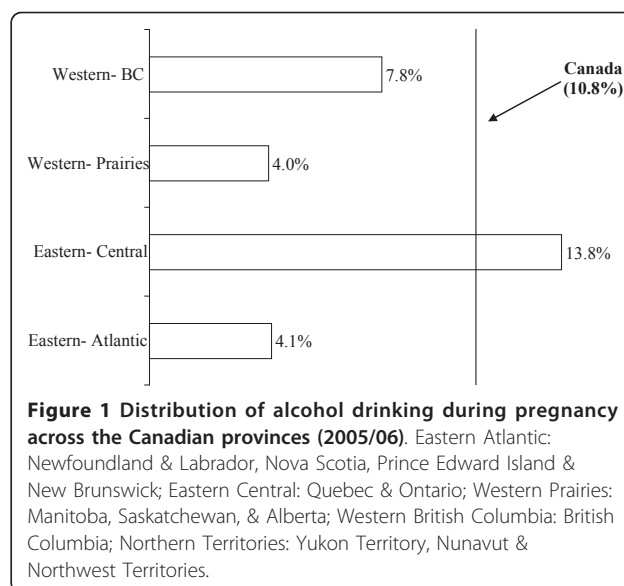 Western- BC
7.8%
Canada
(10.8%)
Western- Prairies
4.0%
Eastern- Central
13.8%
Eastern- Atlantic
4.1%
Figure 1 Distribution of alcohol drinking during pregnancy
across the Canadian provinces (2005/06). Eastern Atlantic:
Newfoundland & Labrador, Nova Scotia, Prince Edward Island &
New Brunswick; Eastern Central: Quebec & Ontario; Western Prairies:
Manitoba, Saskatchewan, & Alberta; Western British Columbia: British
Columbia; Northern Territories: Yukon Territory, Nunavut &
Northwest Territories.